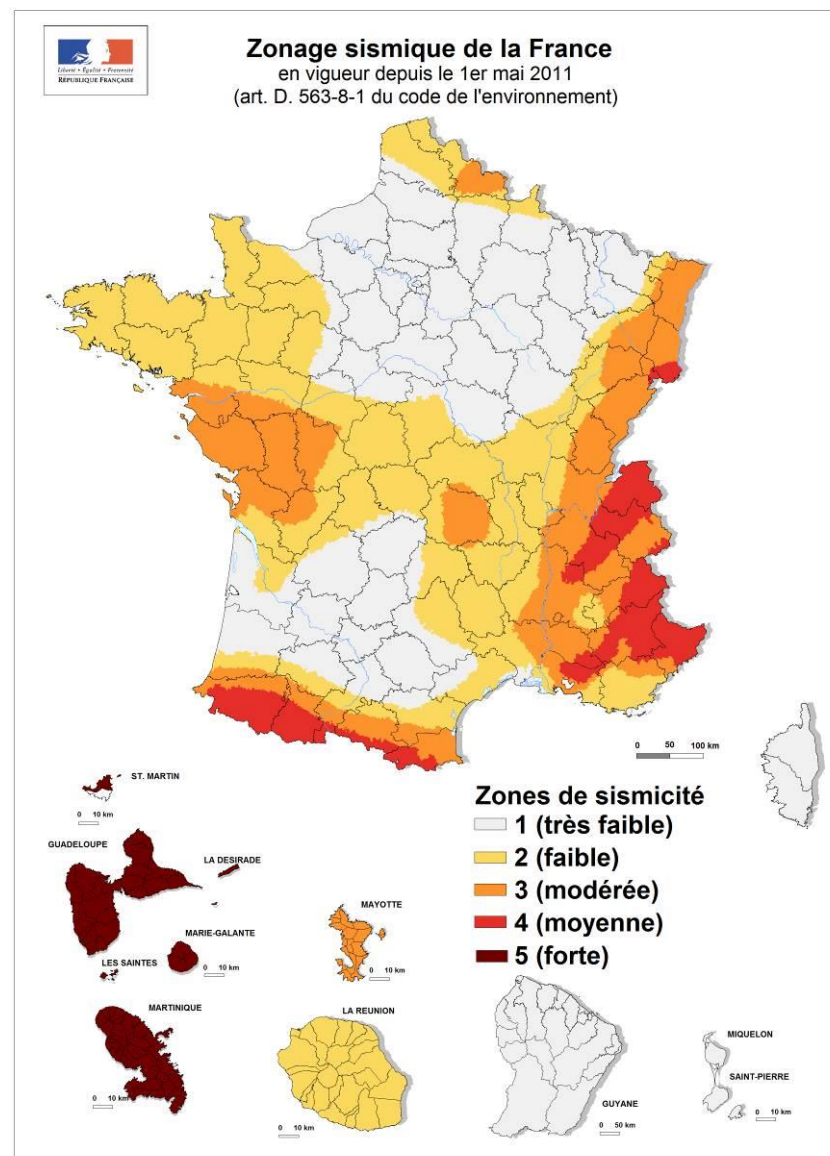 Liberté • Égalité • Fraternité
RÉPUBLIQUE FRANÇAISE
Zonage sismique de la France
en vigueur depuis le 1er mai 2011
(art. D. 563-8-1 du code de l'environnement)
0 50 100 km
ST. MARTIN
0 10 km
GUADELOUPE
LA DESIRADE
MARIE-GALANTE
LES SAINTES
0 10 km
MARTINIQUE
0 10 km
MAYOTTE
0 10 km
LA REUNION
0 10 km
Zones de sismicité
1 (très faible)
2 (faible)
3 (modérée)
4 (moyenne)
5 (forte)
GUYANE
0 50 km
MIQUELON
SAINT-PIERRE
0 10 km